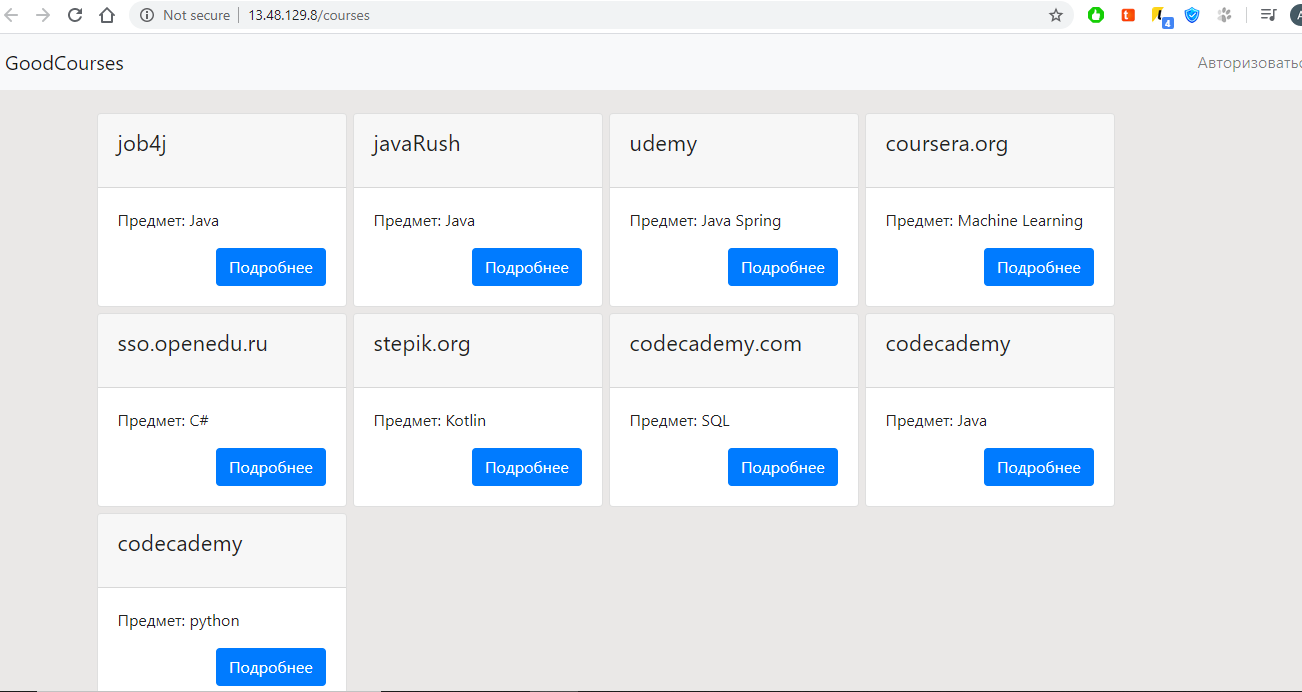 Not secure 13.48.129.8/courses
4
GoodCourses
job4j
Предмет: Java
Подробнее
javaRush
Предмет: Java
Подробнее
udemy
Предмет: Java Spring
Подробнее
coursera.org
Предмет: Machine Learning
Подробнее
sso.openedu.ru
Предмет: C#
Подробнее
stepik.org
Предмет: Kotlin
Подробнее
codecademy.com
Предмет: SQL
Подробнее
codecademy
Предмет: Java
Подробнее
codecademy
Предмет: python
Подробнее